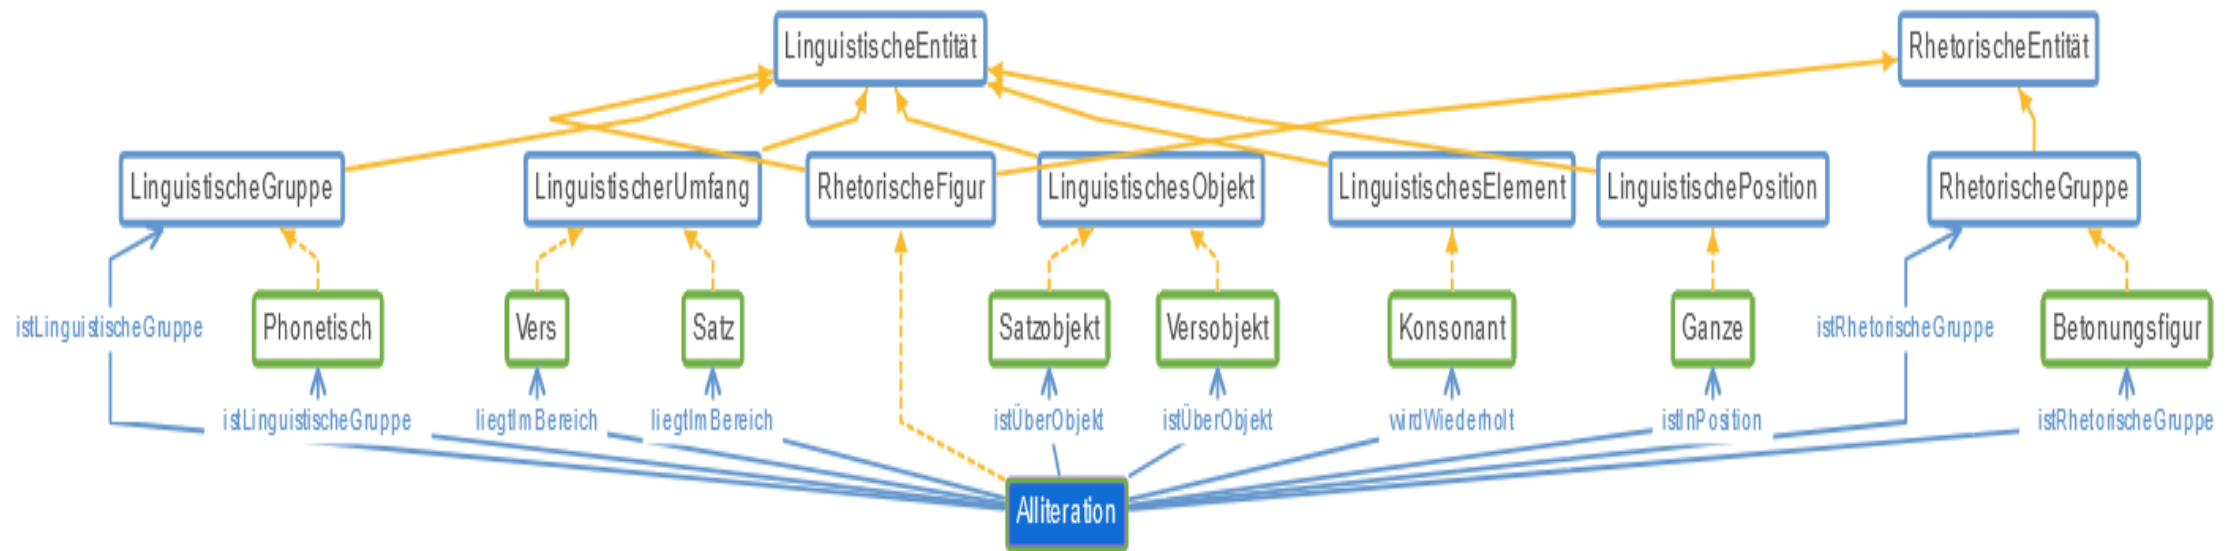 LinguistischeEntität
RhetorischeEntität
LinguistischeGruppe
LinguistischerUmfang
RhetorischeFigur
LinguistischesObjekt
LinguistischesElement
LinguistischePosition
RhetorischeGruppe
istLinguistischeGruppe
Phonetisch
Vers
Satz
Satzobjekt
Versobjekt
Konsonant
Ganze
istRhetorischeGruppe
Betonungsfigur
istLinguistischeGruppe
liegtImBereich
liegtImBereich
istÜberObjekt
istÜberObjekt
wirdWiederholt
istInPosition
istRhetorischeGruppe
Alliteration